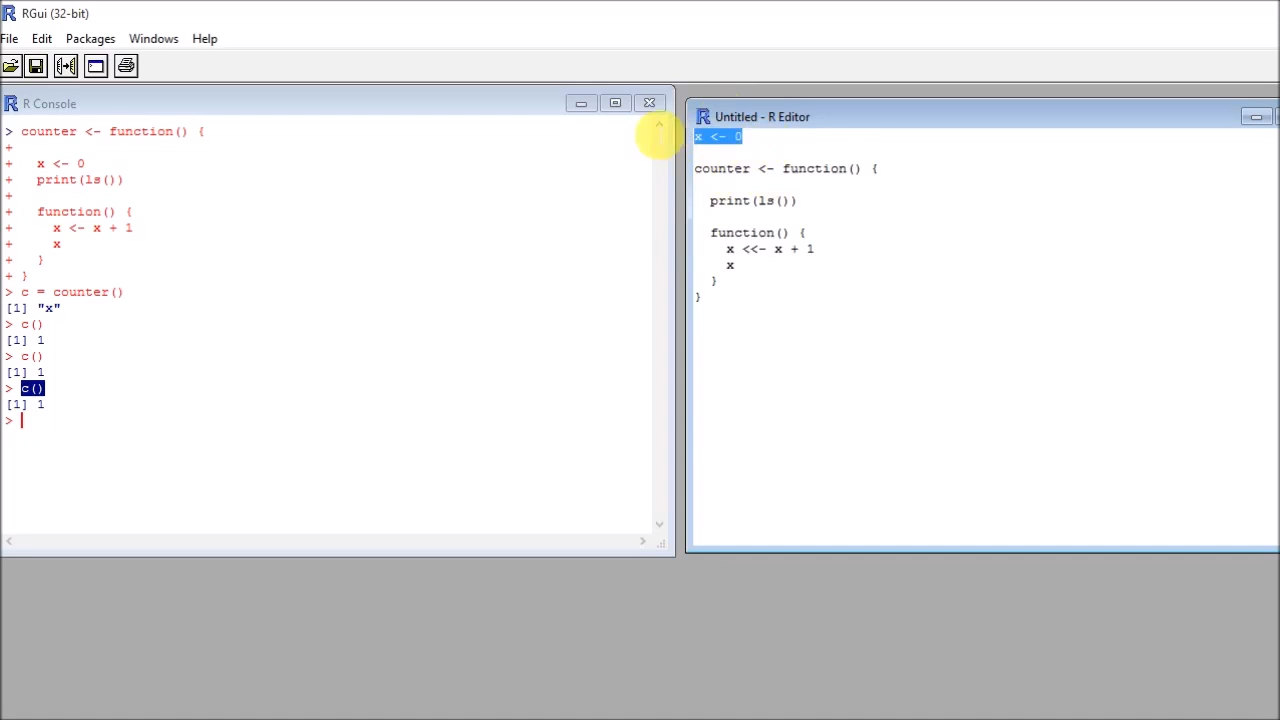 RGui (32-bit)
File Edit Packages Windows Help
R Console
> counter <- function() {
+
+   x <- 0
+   print(ls())
+
+   function() {
+     x <- x + 1
+     x
+   }
+ }
> c = counter()
[1] "x"
> c()
[1] 1
> c()
[1] 1
> c()
[1] 1
>
Untitled - R Editor
x <- 0
counter <- function() {
  print(ls())
  function() {
    x <<- x + 1
    x
  }
}